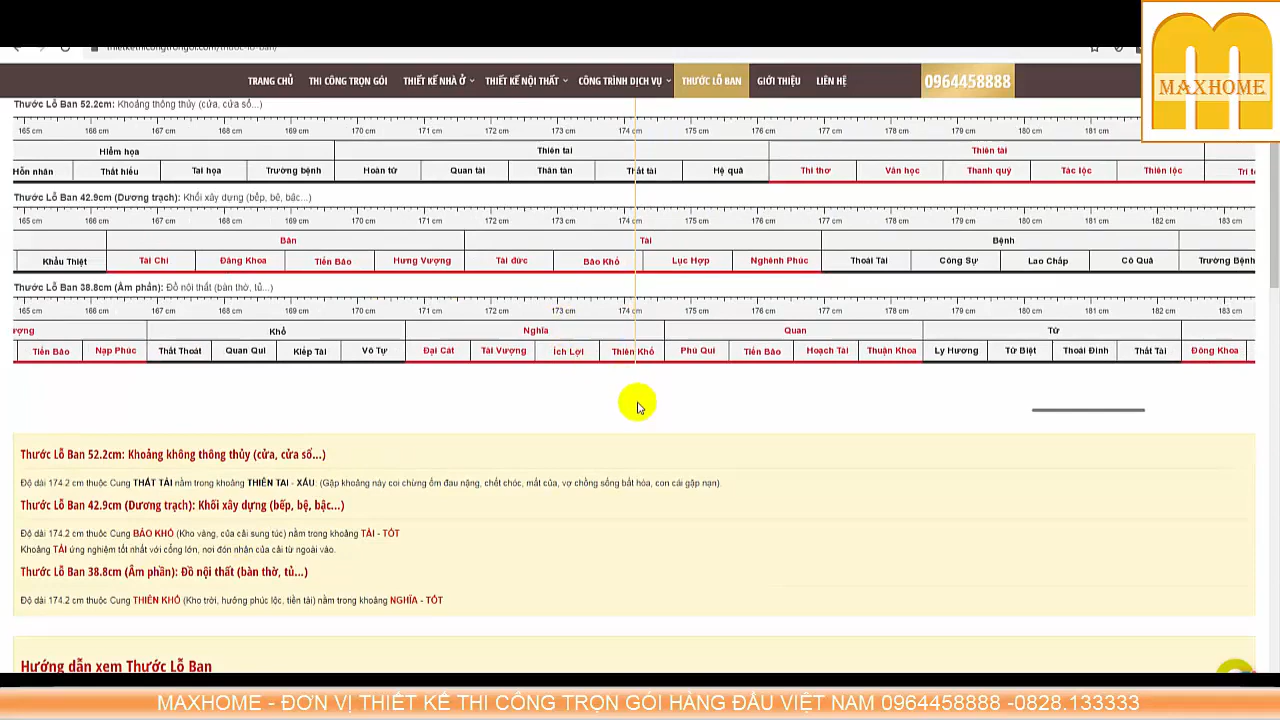 MAXHOME
TRANG CHỦ THI CÔNG TRỌN GÓI THIẾT KẾ NHÀ Ở THIẾT KẾ NỘI THẤT CÔNG TRÌNH DỊCH VỤ THƯỚC LỖ BAN GIỚI THIỆU LIÊN HỆ 0964458888
Thước Lỗ Ban 52.2cm: Khoảng thông thủy (cửa, cửa sổ...)
165 cm 166 cm 167 cm 168 cm 169 cm 170 cm 171 cm 172 cm 173 cm 174 cm 175 cm 176 cm 177 cm 178 cm 179 cm 180 cm 181 cm
Hiểm họa Thiên tai Thiên tài
Hỗn nhân Thất hiếu Tai họa Trường bệnh Hoàn tử Quan tài Thân tàn Thất tài Hệ quả Thi thơ Văn học Thanh quý Tác lộc Thiên lộc
Thước Lỗ Ban 42.9cm (Dương trạch): Khối xây dựng (bếp, bệ, bậc...)
165 cm 166 cm 167 cm 168 cm 169 cm 170 cm 171 cm 172 cm 173 cm 174 cm 175 cm 176 cm 177 cm 178 cm 179 cm 180 cm 181 cm 182 cm 183 cm
Bản Tài Bệnh
Khẩu Thiệt Tài Chí Đăng Khoa Tiến Bảo Hưng Vượng Tài đức Bảo Khố Lục Hợp Nghênh Phúc Thoái Tài Công Sự Lao Chấp Cô Quả Trường Bệnh
Thước Lỗ Ban 38.8cm (Âm phần): Đồ nội thất (bàn thờ, tủ...)
165 cm 166 cm 167 cm 168 cm 169 cm 170 cm 171 cm 172 cm 173 cm 174 cm 175 cm 176 cm 177 cm 178 cm 179 cm 180 cm 181 cm 182 cm 183 cm
Khổ Nghĩa Quan Tử
Tiến Bảo Nạp Phúc Thất Thoát Quan Quỉ Kiếp Tài Vô Tự Đại Cát Tài Vượng Ích Lợi Thiên Khố Phú Quí Tiến Bảo Hoạch Tài Thuận Khoa Ly Hương Tử Biệt Thoái Đinh Thất Tài Đăng Khoa
Thước Lỗ Ban 52.2cm: Khoảng không thông thủy (cửa, cửa sổ...)
Độ dài 174.2 cm thuộc Cung THẤT TÀI nằm trong khoảng THIÊN TAI - XẤU: (Gặp khoảng này coi chừng ốm đau nặng, chết chóc, mất của, vợ chồng sống bất hòa, con cái gặp nạn).
Thước Lỗ Ban 42.9cm (Dương trạch): Khối xây dựng (bếp, bệ, bậc...)
Độ dài 174.2 cm thuộc Cung BẢO KHỐ (Kho vàng, của cải sung túc) nằm trong khoảng TÀI - TỐT
Khoảng TÀI ứng nghiệm tốt nhất với cổng lớn, nơi đón nhận của cải từ ngoài vào.
Thước Lỗ Ban 38.8cm (Âm phần): Đồ nội thất (bàn thờ, tủ...)
Độ dài 174.2 cm thuộc Cung THIÊN KHỐ (Kho trời, hưởng phúc lộc, tiền tài) nằm trong khoảng NGHĨA - TỐT
Hướng dẫn xem Thước Lỗ Ban
MAXHOME - ĐƠN VỊ THIẾT KẾ THI CÔNG TRỌN GÓI HÀNG ĐẦU VIỆT NAM 0964458888 -0828.133333